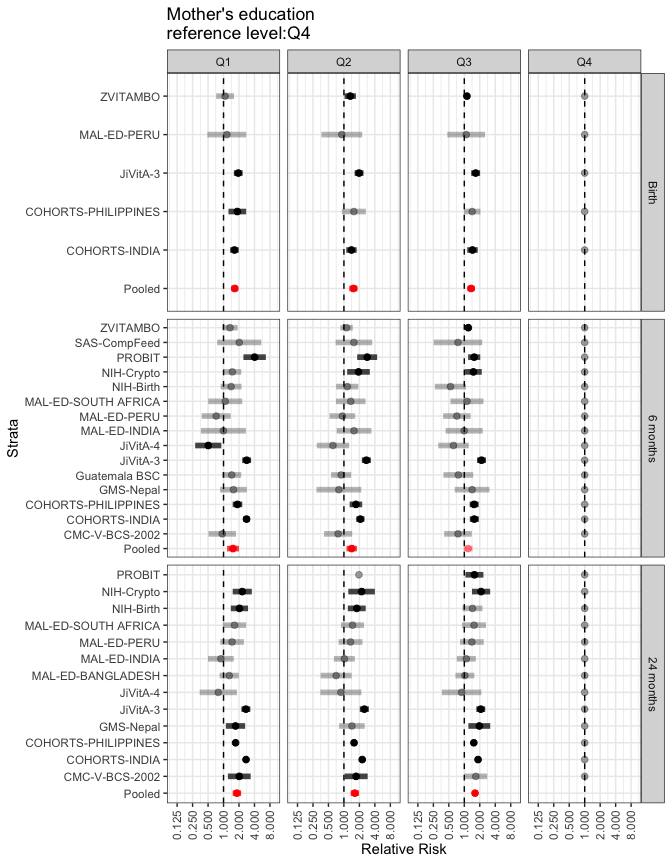 Mother's education
reference level:Q4
Q1 Q2 Q3 Q4
Strata
ZVITAMBO
MAL-ED-PERU
JiVitA-3
COHORTS-PHILIPPINES
COHORTS-INDIA
Pooled
Birth
ZVITAMBO
SAS-CompFeed
PROBIT
NIH-Crypto
NIH-Birth
MAL-ED-SOUTH AFRICA
MAL-ED-PERU
MAL-ED-INDIA
JiVitA-4
JiVitA-3
Guatemala BSC
GMS-Nepal
COHORTS-PHILIPPINES
COHORTS-INDIA
CMC-V-BCS-2002
Pooled
6 months
PROBIT
NIH-Crypto
NIH-Birth
MAL-ED-SOUTH AFRICA
MAL-ED-PERU
MAL-ED-INDIA
MAL-ED-BANGLADESH
JiVitA-4
JiVitA-3
GMS-Nepal
COHORTS-PHILIPPINES
COHORTS-INDIA
CMC-V-BCS-2002
Pooled
24 months
0.125 0.250 0.500 1.000 2.000 4.000 8.000 0.125 0.250 0.500 1.000 2.000 4.000 8.000 0.125 0.250 0.500 1.000 2.000 4.000 8.000 0.125 0.250 0.500 1.000 2.000 4.000 8.000
Relative Risk